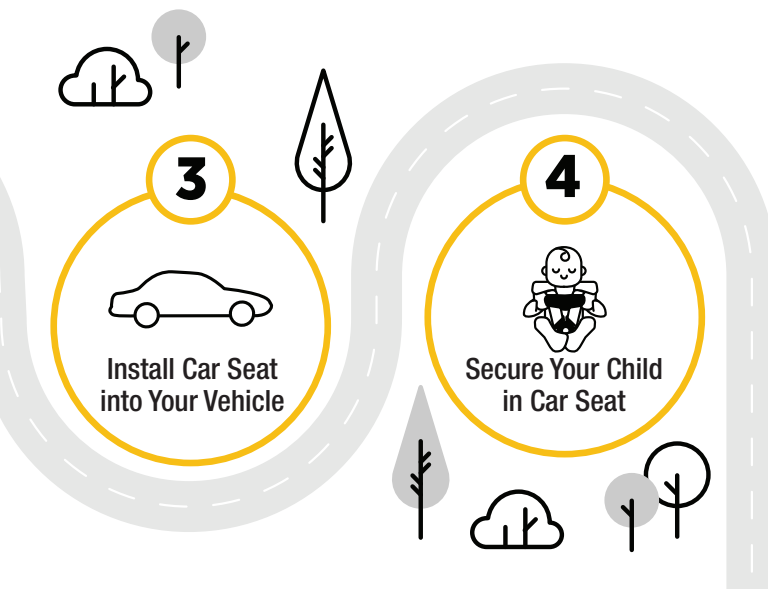 3
Install Car Seat
into Your Vehicle
4
Secure Your Child
in Car Seat